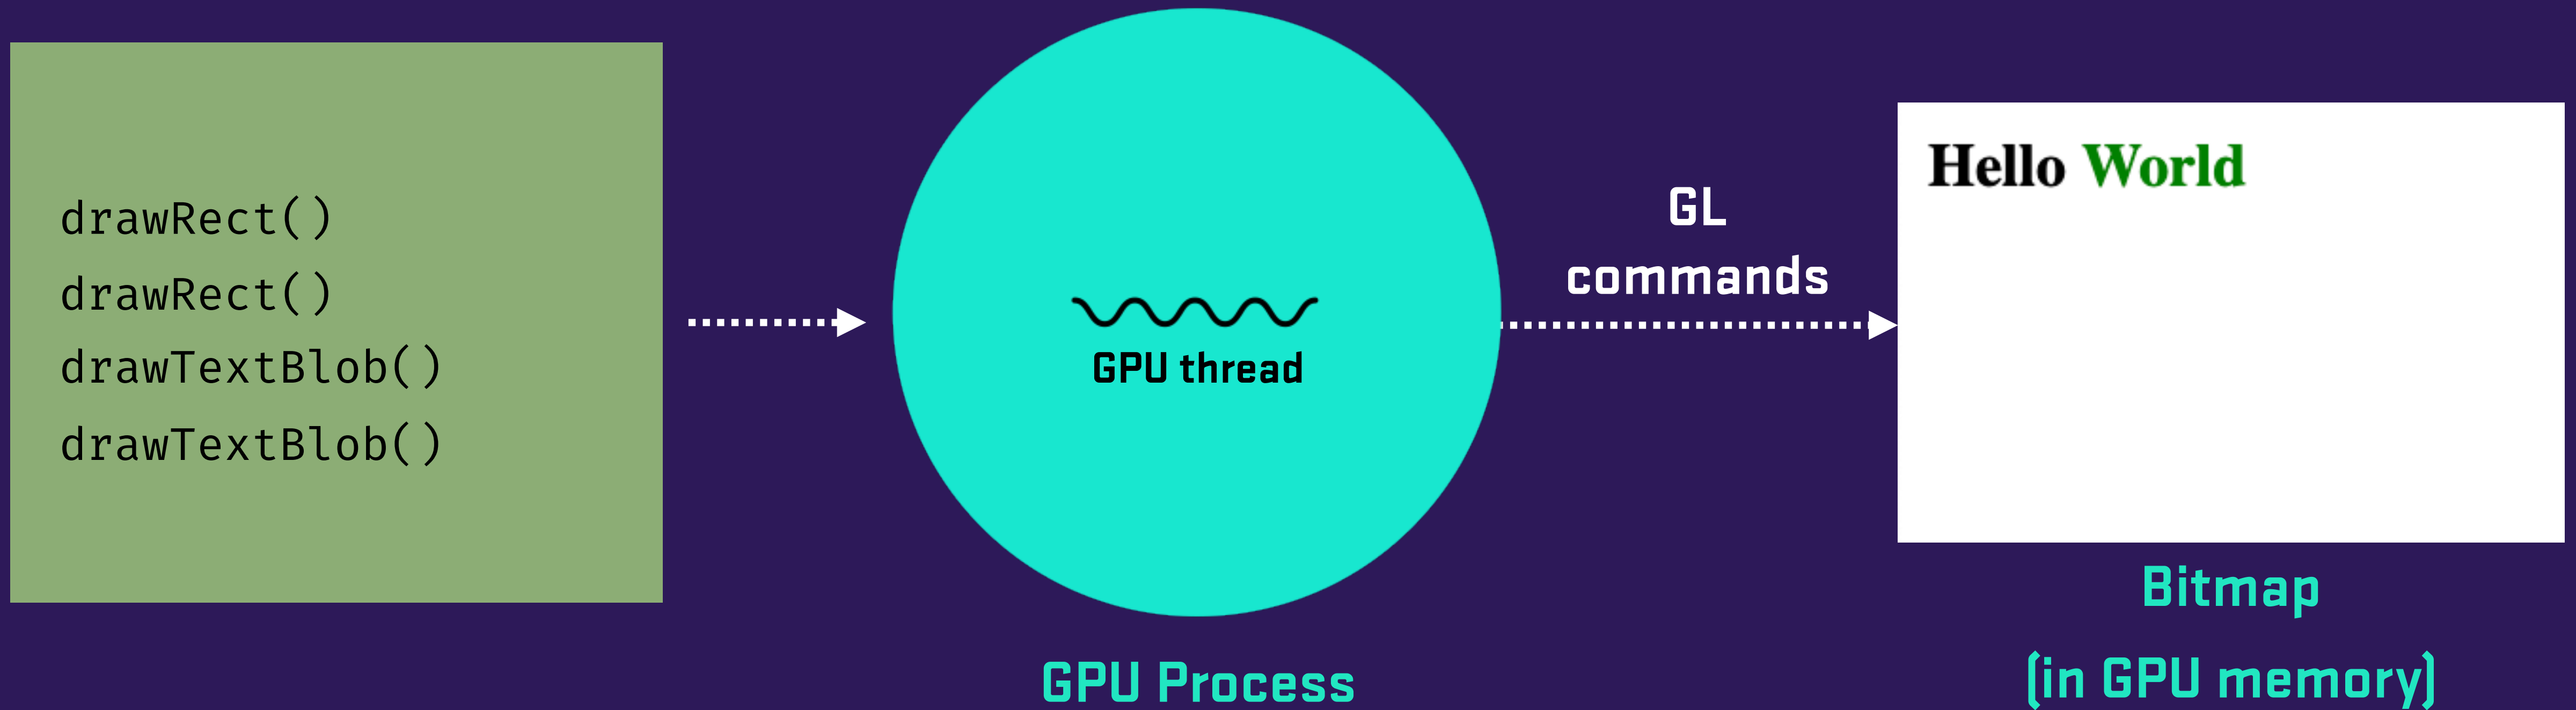 drawRect()
drawRect()
drawTextBlob()
drawTextBlob()
GPU thread
GPU Process
GL
commands
Hello World
Bitmap
(in GPU memory)